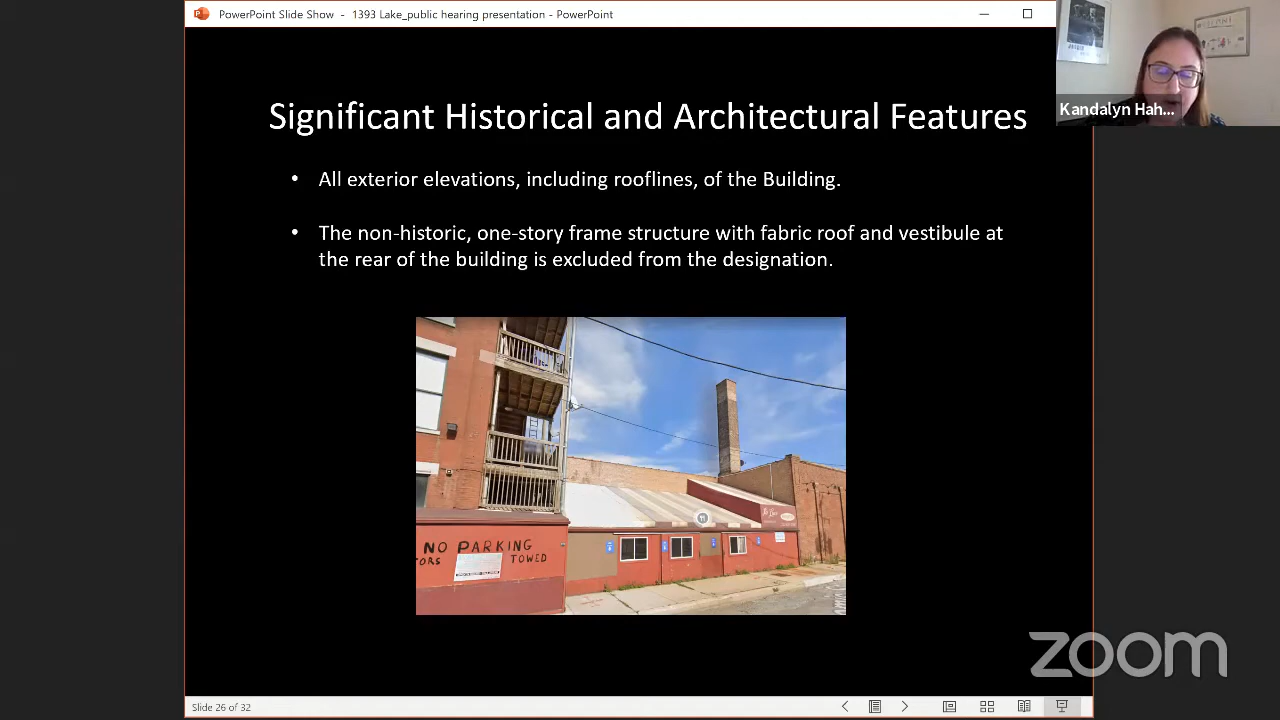 PowerPoint Slide Show - 1393 Lake_public hearing presentation - PowerPoint
Kandalyn Hah...
Significant Historical and Architectural Features
• All exterior elevations, including rooflines, of the Building.
• The non-historic, one-story frame structure with fabric roof and vestibule at
the rear of the building is excluded from the designation.
NO PARKING
TORS TOWED
zoom
Slide 26 of 32